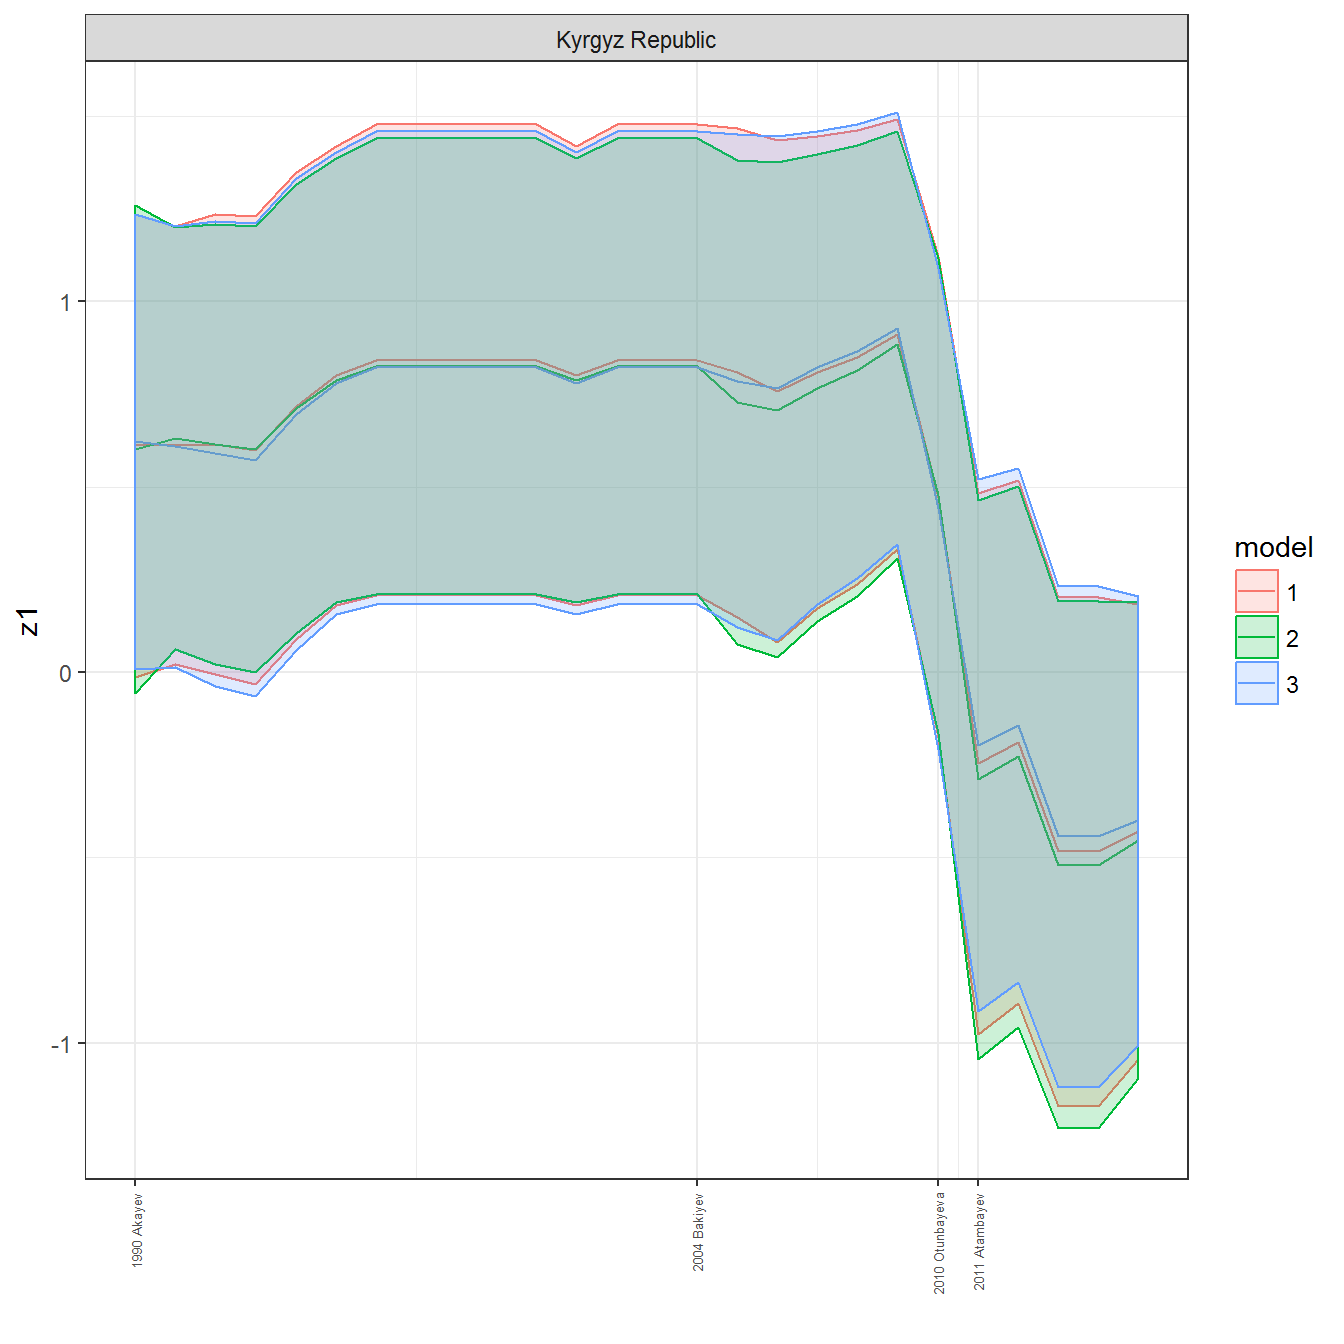 Kyrgyz Republic
z1
1
0
-1
1990 Akayev
2004 Bakiyev
2010 Otunbayeva
2011 Atambayev
model
1
2
3